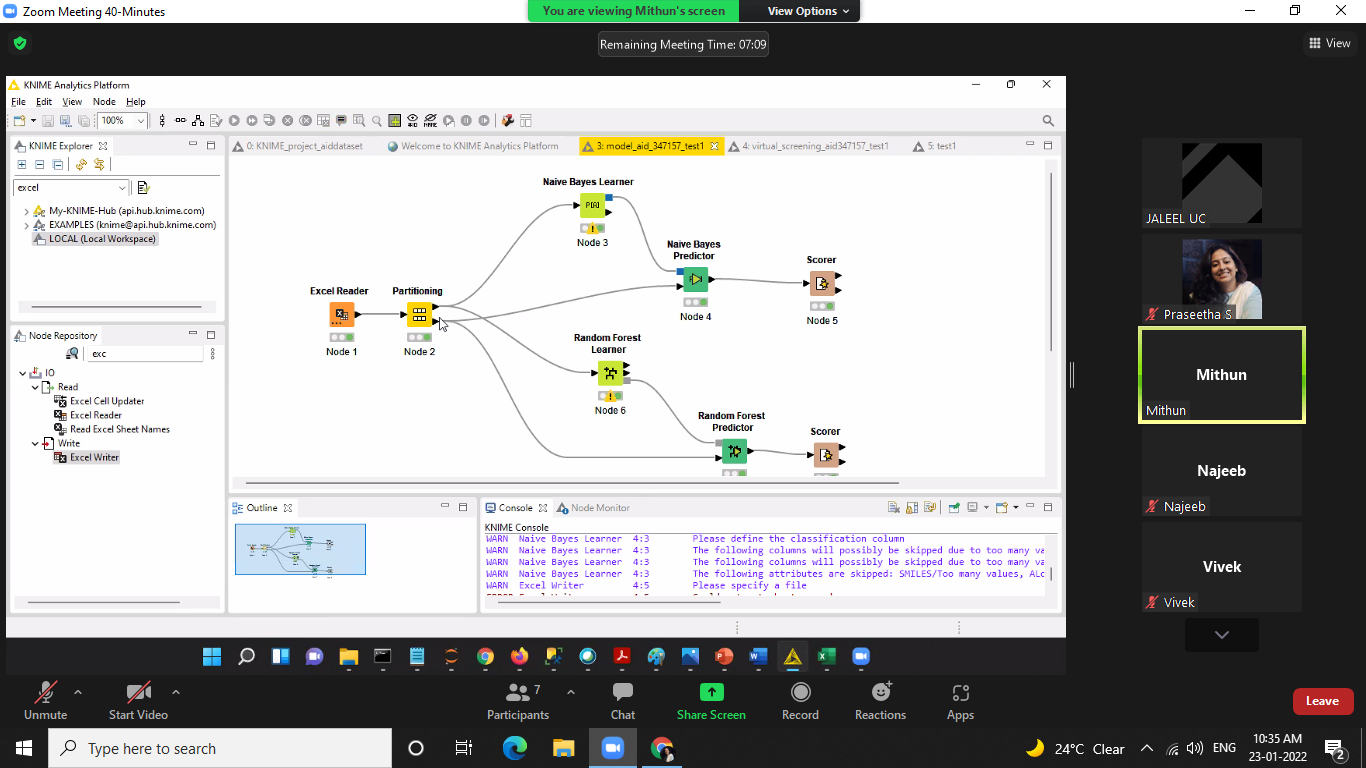 Zoom Meeting 40-Minutes
You are viewing Mithun's screen
View Options
Remaining Meeting Time: 07:09
View
KNIME Analytics Platform
File Edit View Node Help
100%
KNIME Explorer
excel
My-KNIME-Hub (api.hub.knime.com)
EXAMPLES (knime@api.hub.knime.com)
LOCAL (Local Workspace)
Node Repository
exc
IO
Read
Excel Cell Updater
Excel Reader
Read Excel Sheet Names
Write
Excel Writer
0: KNIME_project_aiddataset
Welcome to KNIME Analytics Platform
3: model_aid_347157_test1
4: virtual_screening_aid347157_test1
5: test1
Naive Bayes Learner
P[A]
Node 3
Naive Bayes
Predictor
Node 4
Scorer
Node 5
Excel Reader
Node 1
Partitioning
Node 2
Random Forest
Learner
Node 6
Random Forest
Predictor
Scorer
Outline
Console
Node Monitor
KNIME Console
WARN Naive Bayes Learner 4:3 Please define the classification column
WARN Naive Bayes Learner 4:3 The following columns will possibly be skipped due to too many va
WARN Naive Bayes Learner 4:3 The following columns will possibly be skipped due to too many va
WARN Naive Bayes Learner 4:3 The following attributes are skipped: SMILES/Too many values, ALo
WARN Excel Writer 4:5 Please specify a file
JALEEL UC
Praseetha S
Mithun
Mithun
Najeeb
Najeeb
Vivek
Vivek
Unmute
Start Video
7
Participants
Chat
Share Screen
Record
Reactions
Apps
Leave
Type here to search
24°C Clear
ENG
10:35 AM
23-01-2022
2